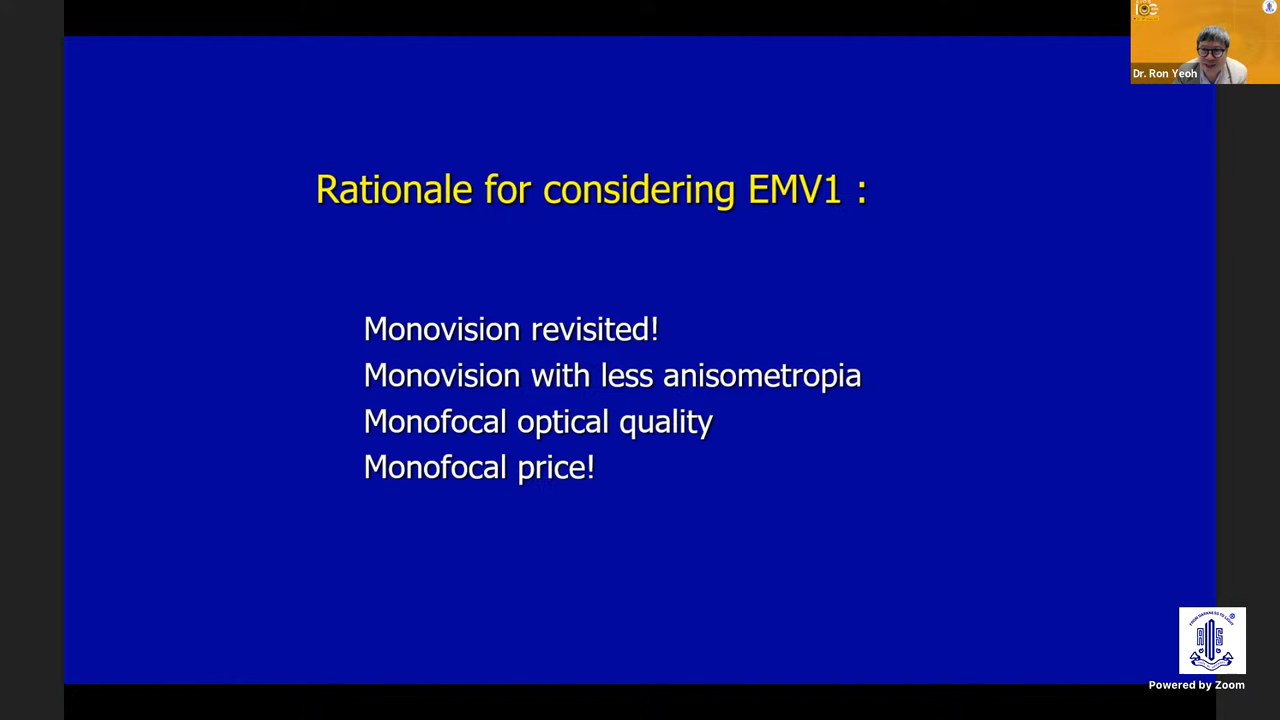 Rationale for considering EMV1 :
Monovision revisited!
Monovision with less anisometropia
Monofocal optical quality
Monofocal price!
Dr. Ron Yeoh
Powered by Zoom